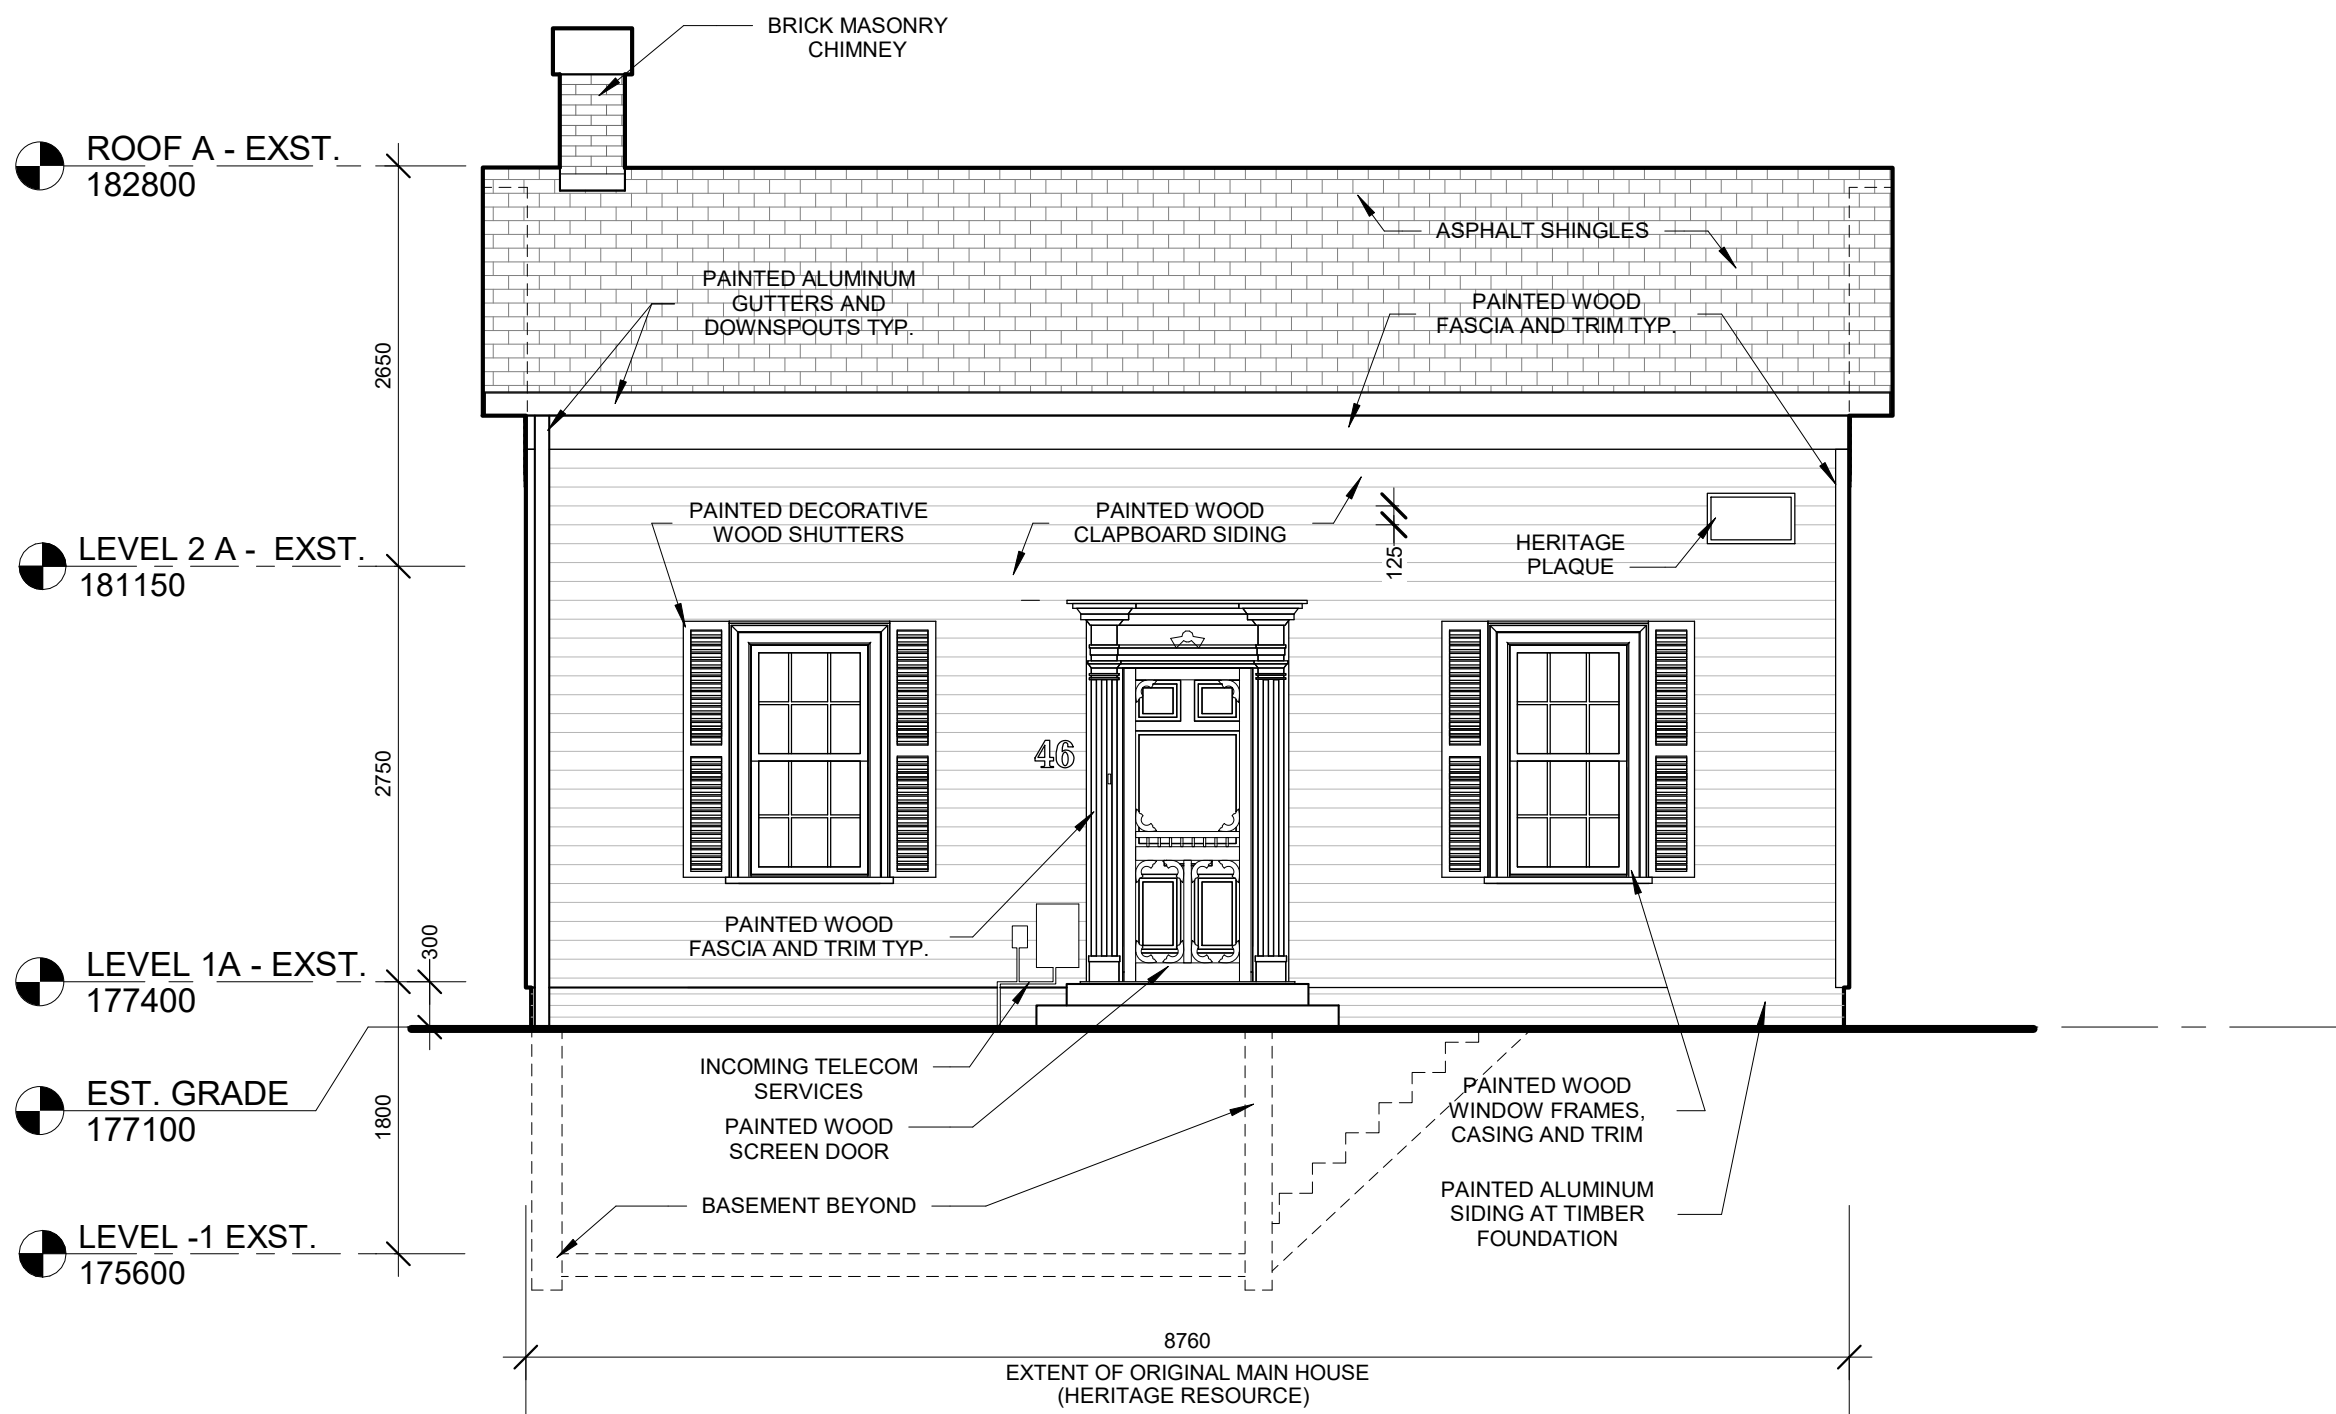 BRICK MASONRY
CHIMNEY
ROOF A - EXST.
182800
ASPHALT SHINGLES
PAINTED ALUMINUM
GUTTERS AND
DOWNSPOUTS TYP.
PAINTED WOOD
FASCIA AND TRIM TYP.
2650
PAINTED DECORATIVE
WOOD SHUTTERS
PAINTED WOOD
CLAPBOARD SIDING
125
HERITAGE
PLAQUE
LEVEL 2 A - EXST.
181150
46
2750
PAINTED WOOD
FASCIA AND TRIM TYP.
300
LEVEL 1A - EXST.
177400
INCOMING TELECOM
SERVICES
EST. GRADE
177100
1800
PAINTED WOOD
SCREEN DOOR
PAINTED WOOD
WINDOW FRAMES,
CASING AND TRIM
BASEMENT BEYOND
PAINTED ALUMINUM
SIDING AT TIMBER
FOUNDATION
LEVEL -1 EXST.
175600
8760
EXTENT OF ORIGINAL MAIN HOUSE
(HERITAGE RESOURCE)